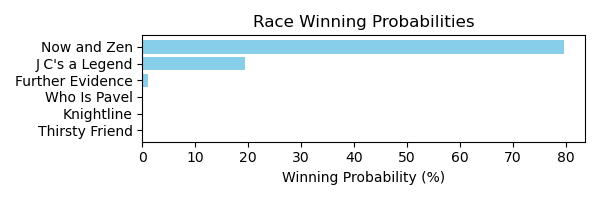 Race Winning Probabilities
Now and Zen
J C's a Legend
Further Evidence
Who Is Pavel
Knightline
Thirsty Friend
0 10 20 30 40 50 60 70 80
Winning Probability (%)